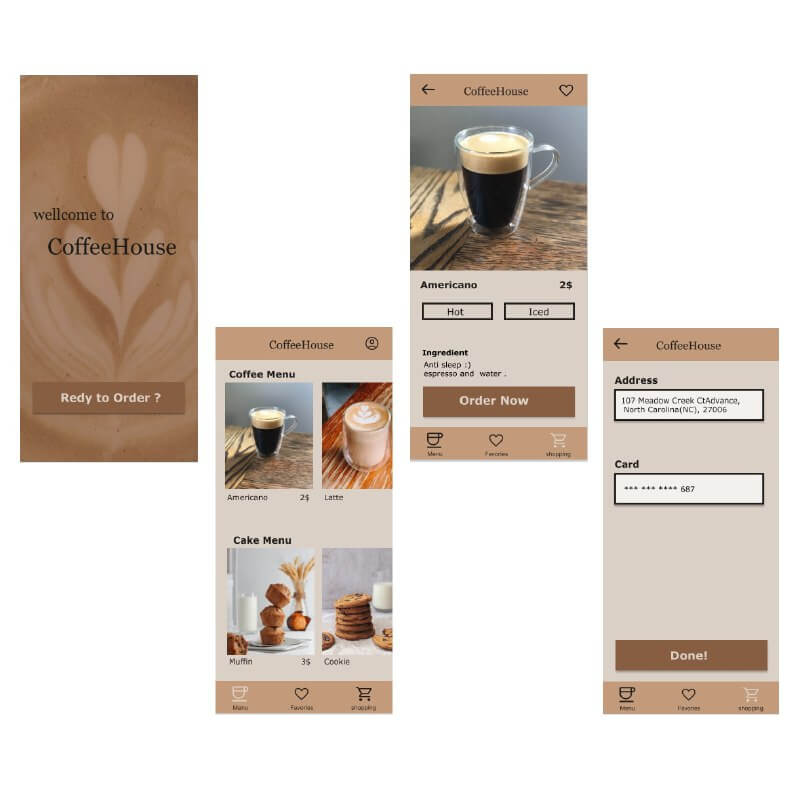 wellcome to
CoffeeHouse
Redy to Order ?
CoffeeHouse
Coffee Menu
Americano 2$
Latte
Cake Menu
Muffin 3$
Cookie
Menu
Favories
shopping
CoffeeHouse
Americano 2$
Hot
Iced
Ingredient
Anti sleep :)
espresso and water .
Order Now
Menu
Favories
shopping
CoffeeHouse
Address
107 Meadow Creek CtAdvance,
North Carolina(NC), 27006
Card
*** *** **** 687
Done!
Menu
Favories
shopping